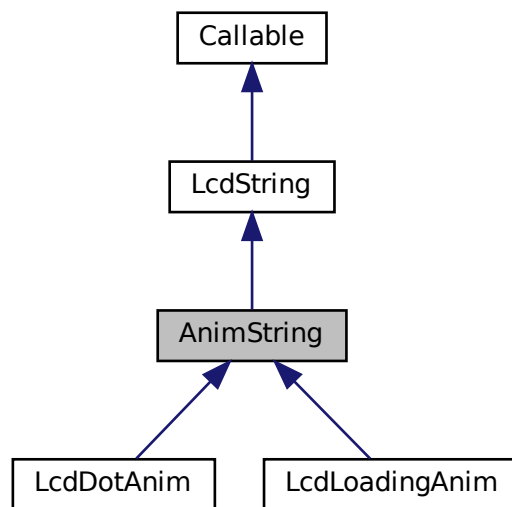 Callable
LcdString
AnimString
LcdDotAnim
LcdLoadingAnim